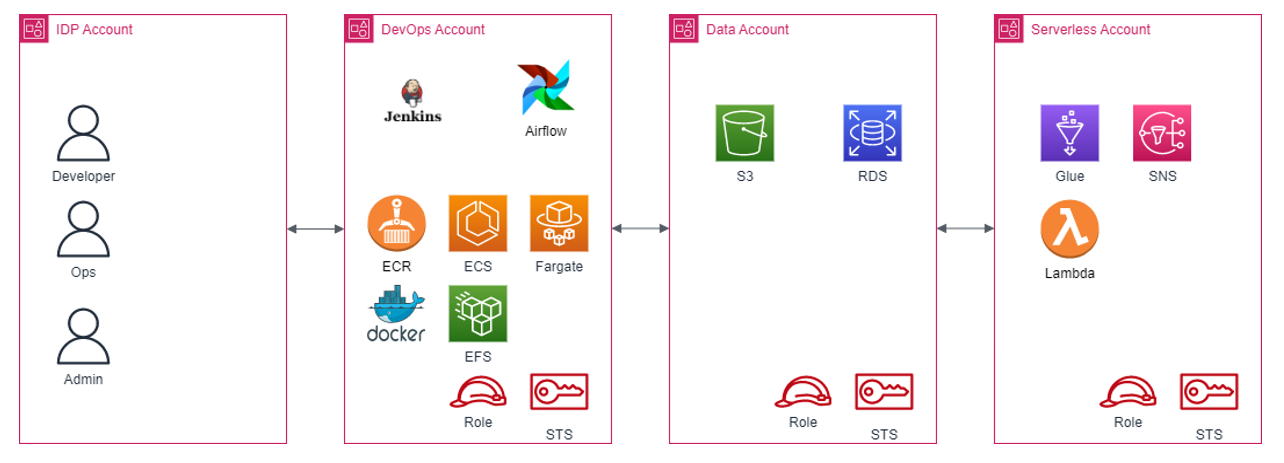 IDP Account
Developer
Ops
Admin
DevOps Account
Jenkins
Airflow
ECR
ECS
Fargate
docker
EFS
Role
STS
Data Account
S3
RDS
Role
STS
Serverless Account
Glue
SNS
Lambda
Role
STS